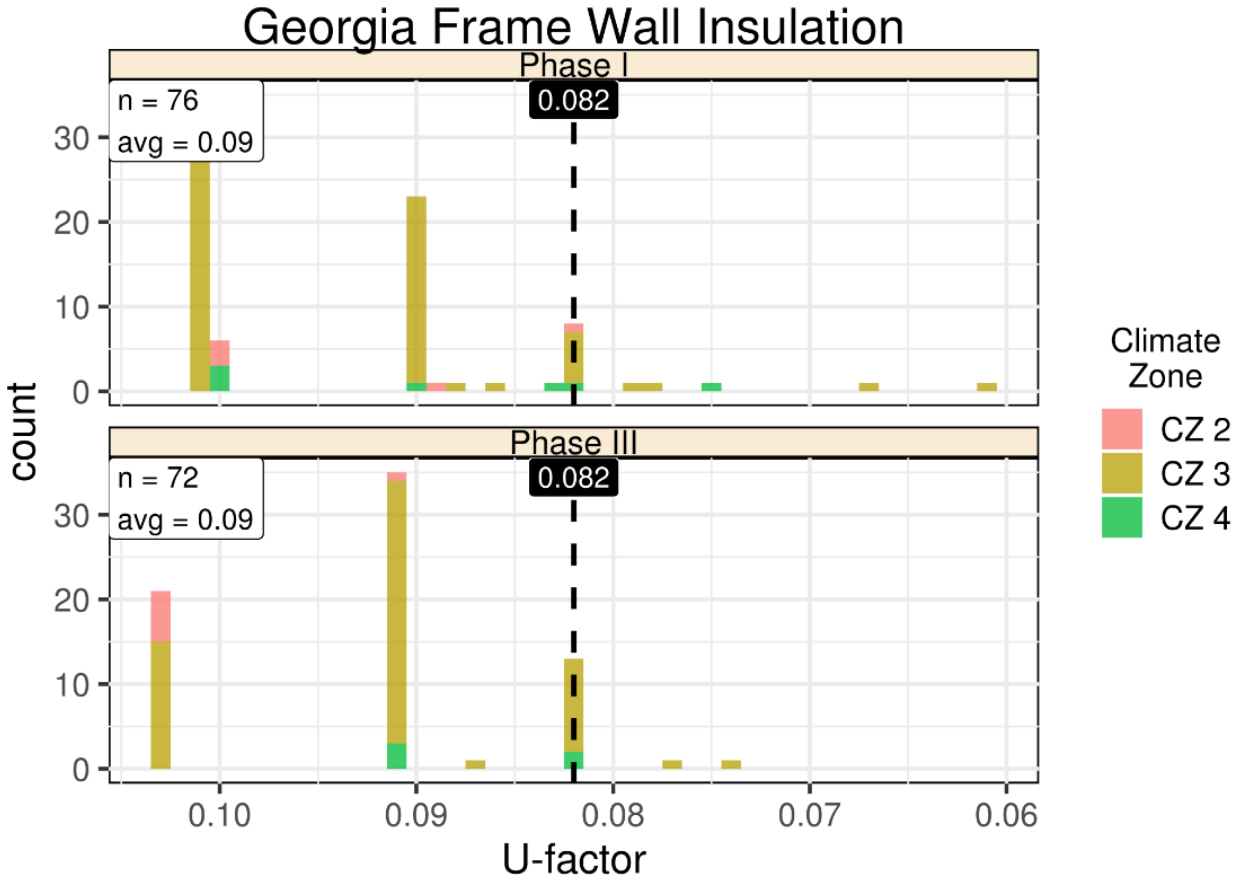 Georgia Frame Wall Insulation
Phase I
n = 76
avg = 0.09
0.082
30
20
10
0
Phase III
n = 72
avg = 0.09
0.082
30
20
10
0
count
0.10 0.09 0.08 0.07 0.06
U-factor
Climate
Zone
CZ 2
CZ 3
CZ 4